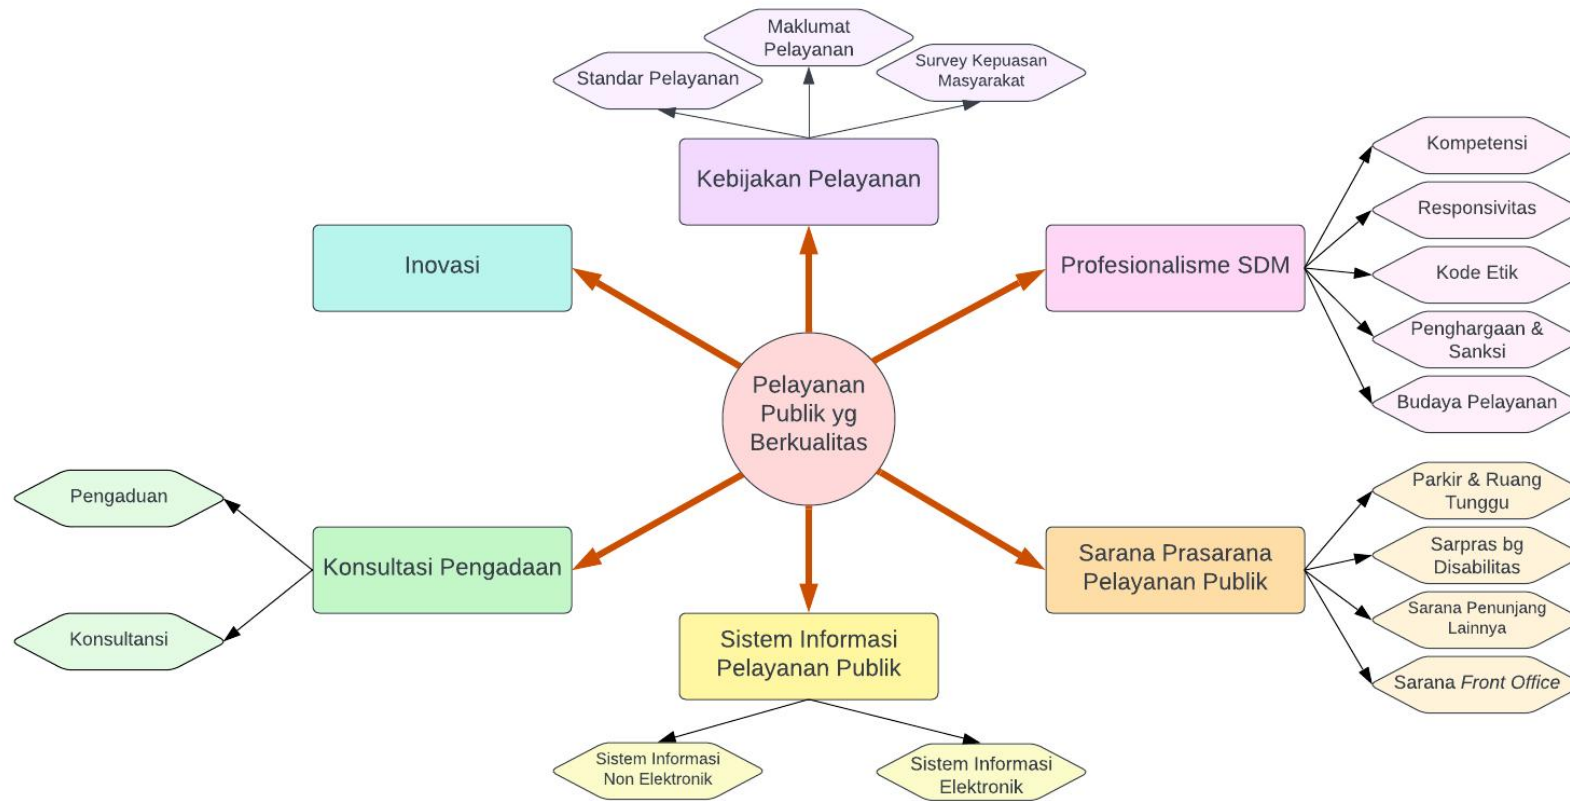 Maklumat
Pelayanan
Standar Pelayanan
Survey Kepuasan
Masyarakat
Kebijakan Pelayanan
Inovasi
Profesionalisme SDM
Kompetensi
Responsivitas
Kode Etik
Penghargaan &
Sanksi
Budaya Pelayanan
Pelayanan
Publik yg
Berkualitas
Pengaduan
Konsultansi
Konsultasi Pengadaan
Sarana Prasarana
Pelayanan Publik
Parkir & Ruang
Tunggu
Sarpras bg
Disabilitas
Sarana Penunjang
Lainnya
Sarana Front Office
Sistem Informasi
Pelayanan Publik
Sistem Informasi
Non Elektronik
Sistem Informasi
Elektronik